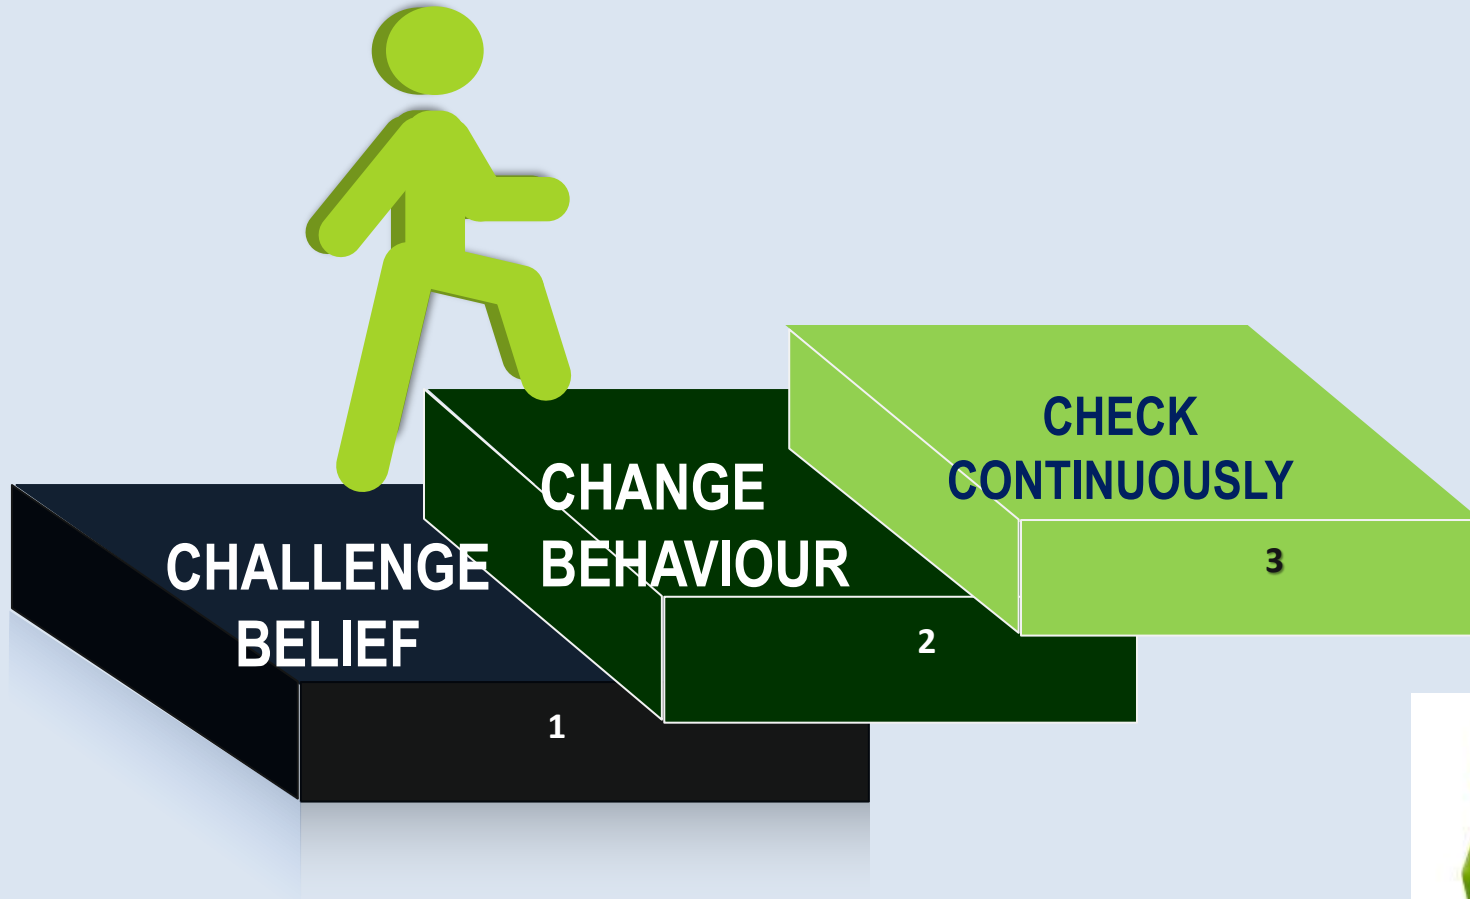 CHALLENGE
BELIEF
1
CHANGE
BEHAVIOUR
2
CHECK
CONTINUOUSLY
3